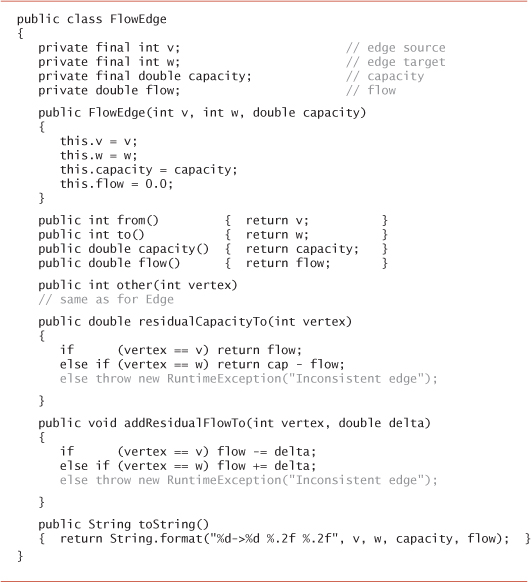 public class FlowEdge
{
private final int v; // edge source
private final int w; // edge target
private final double capacity; // capacity
private double flow; // flow
public FlowEdge(int v, int w, double capacity)
{
this.v = v;
this.w = w;
this.capacity = capacity;
this.flow = 0.0;
}
public int from() { return v; }
public int to() { return w; }
public double capacity() { return capacity; }
public double flow() { return flow; }
public int other(int vertex)
// same as for Edge
public double residualCapacityTo(int vertex)
{
if (vertex == v) return flow;
else if (vertex == w) return cap - flow;
else throw new RuntimeException("Inconsistent edge");
}
public void addResidualFlowTo(int vertex, double delta)
{
if (vertex == v) flow -= delta;
else if (vertex == w) flow += delta;
else throw new RuntimeException("Inconsistent edge");
}
public String toString()
{ return String.format("%d->%d %.2f %.2f", v, w, capacity, flow); }
}